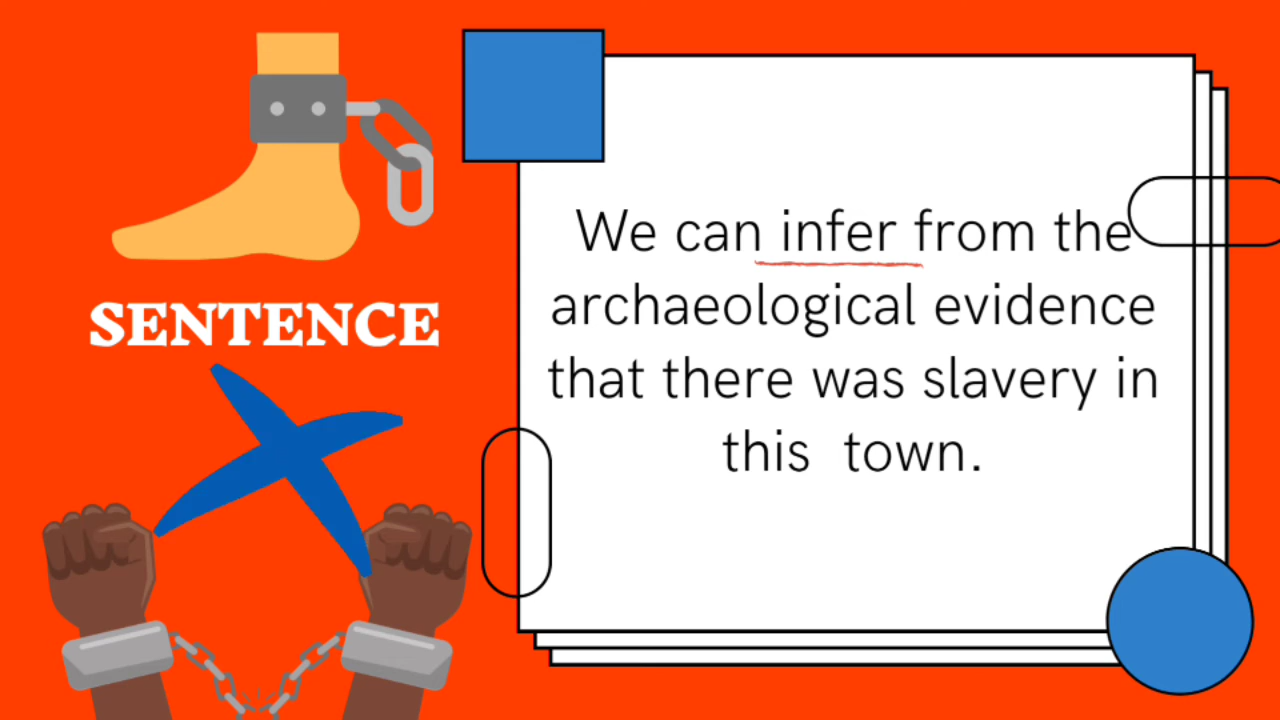 SENTENCE
We can infer from the
archaeological evidence
that there was slavery in
this town.